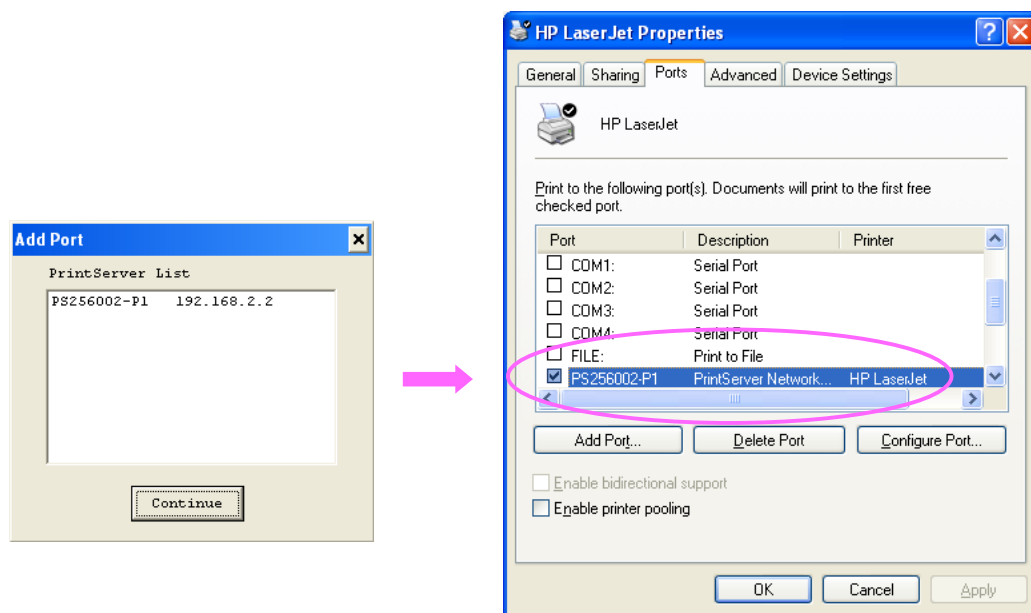 Add Port
PrintServer List
PS256002-P1 192.168.2.2
Continue
HP LaserJet Properties
General Sharing Ports Advanced Device Settings
HP LaserJet
Print to the following port(s). Documents will print to the first free
checked port.
Port Description Printer
COM1: Serial Port
COM2: Serial Port
COM3: Serial Port
COM4: Serial Port
FILE: Print to File
PS256002-P1 PrintServer Network... HP LaserJet
Add Port... Delete Port Configure Port...
Enable bidirectional support
Enable printer pooling
OK Cancel Apply